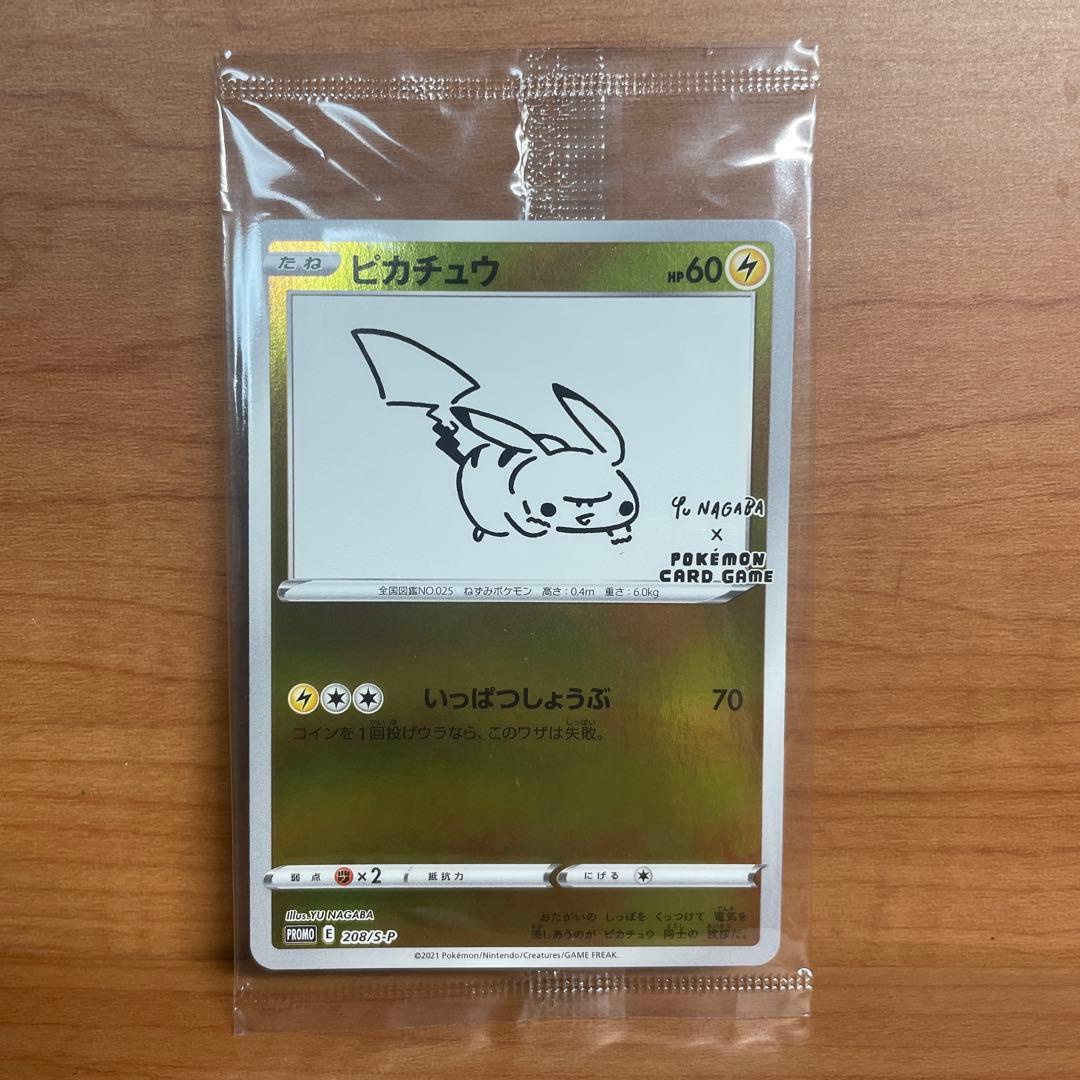 たね ピカチュウ HP60
Yu NAGABA
×
POKÉMON
CARD GAME
全国図鑑NO.025 ねずみポケモン 高さ:0.4m 重さ:6.0kg
いっぱつしょうぶ 70
コインを1回投げウラなら、このワザは失敗。
弱点 ×2 抵抗力 にげる
Illus.YU NAGABA
PROMO E 208/S-P
おたがいの しっぽを くっつけて 電気を
流しあうのが ピカチュウ 同士の 挨拶だ。
©2021 Pokémon/Nintendo/Creatures/GAME FREAK.